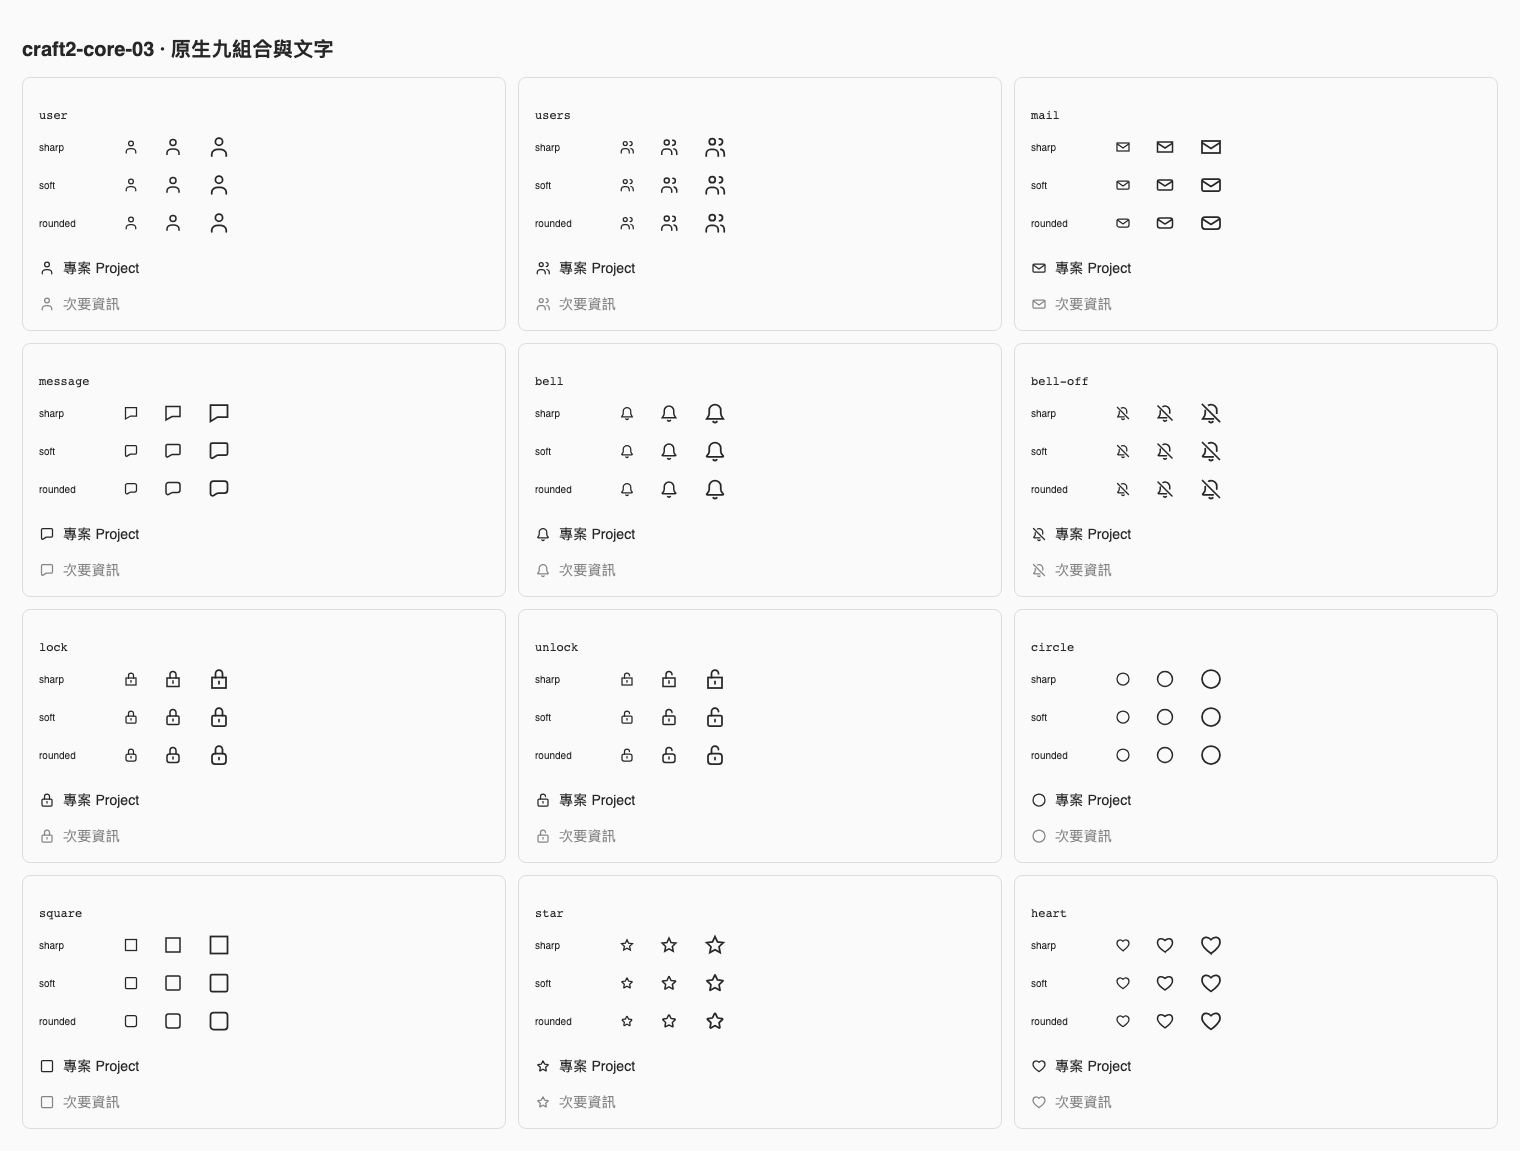 craft2-core-03 · 原生九組合與文字
user
sharp
soft
rounded
專案 Project
次要資訊
users
sharp
soft
rounded
專案 Project
次要資訊
mail
sharp
soft
rounded
專案 Project
次要資訊
message
sharp
soft
rounded
專案 Project
次要資訊
bell
sharp
soft
rounded
專案 Project
次要資訊
bell-off
sharp
soft
rounded
專案 Project
次要資訊
lock
sharp
soft
rounded
專案 Project
次要資訊
unlock
sharp
soft
rounded
專案 Project
次要資訊
circle
sharp
soft
rounded
專案 Project
次要資訊
square
sharp
soft
rounded
專案 Project
次要資訊
star
sharp
soft
rounded
專案 Project
次要資訊
heart
sharp
soft
rounded
專案 Project
次要資訊